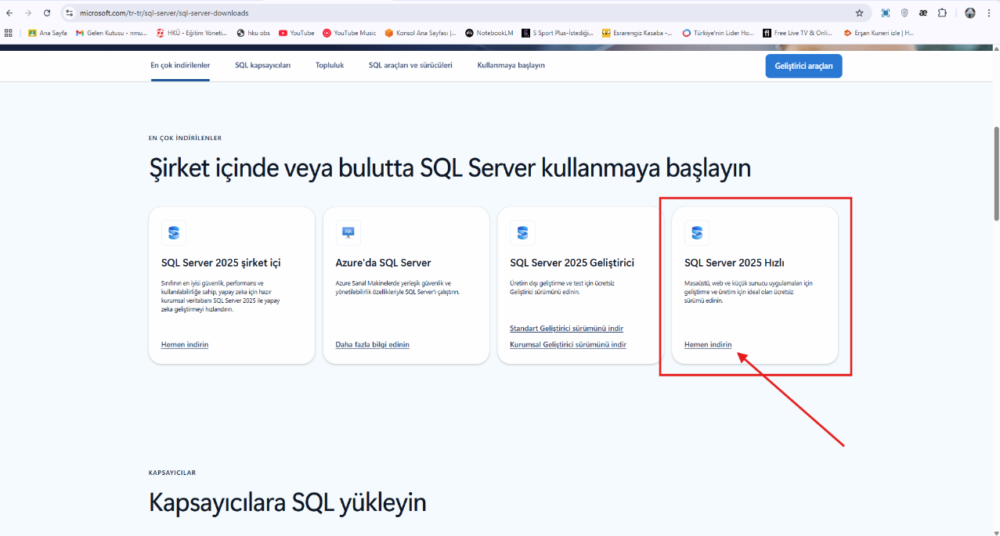 microsoft.com/tr-tr/sql-server/sql-server-downloads
Ana Sayfa
Gelen Kutusu - nmu...
HKÜ - Eğitim Yöneti...
hku obs
YouTube
YouTube Music
Konsol Ana Sayfası |...
NotebookLM
S Sport Plus-İstediği...
Esrarengiz Kasaba -...
Türkiye'nin Lider Ho...
Free Live TV & Onli...
Erşan Kuneri izle | H...
En çok indirilenler
SQL kapsayıcıları
Topluluk
SQL araçları ve sürücüleri
Kullanmaya başlayın
Geliştirici araçları
EN ÇOK İNDİRİLENLER
Şirket içinde veya bulutta SQL Server kullanmaya başlayın
SQL Server 2025 şirket içi
Sınıfının en iyisi güvenlik, performans ve
kullanılabilirliğe sahip, yapay zeka için hazır
kurumsal veritabanı SQL Server 2025 ile yapay
zeka geliştirmeyi hızlandırın.
Hemen indirin
SQL
Azure'da SQL Server
Azure Sanal Makinelerde yerleşik güvenlik ve
yönetilebilirlik özellikleriyle SQL Server'ı çalıştırın.
Daha fazla bilgi edinin
SQL Server 2025 Geliştirici
Üretim dışı geliştirme ve test için ücretsiz
Geliştirici sürümünü edinin.
Standart Geliştirici sürümünü indir
Kurumsal Geliştirici sürümünü indir
SQL Server 2025 Hızlı
Masaüstü, web ve küçük sunucu uygulamaları için
geliştirme ve üretim için ideal olan ücretsiz
sürümü edinin.
Hemen indirin
KAPSAYICILAR
Kapsayıcılara SQL yükleyin